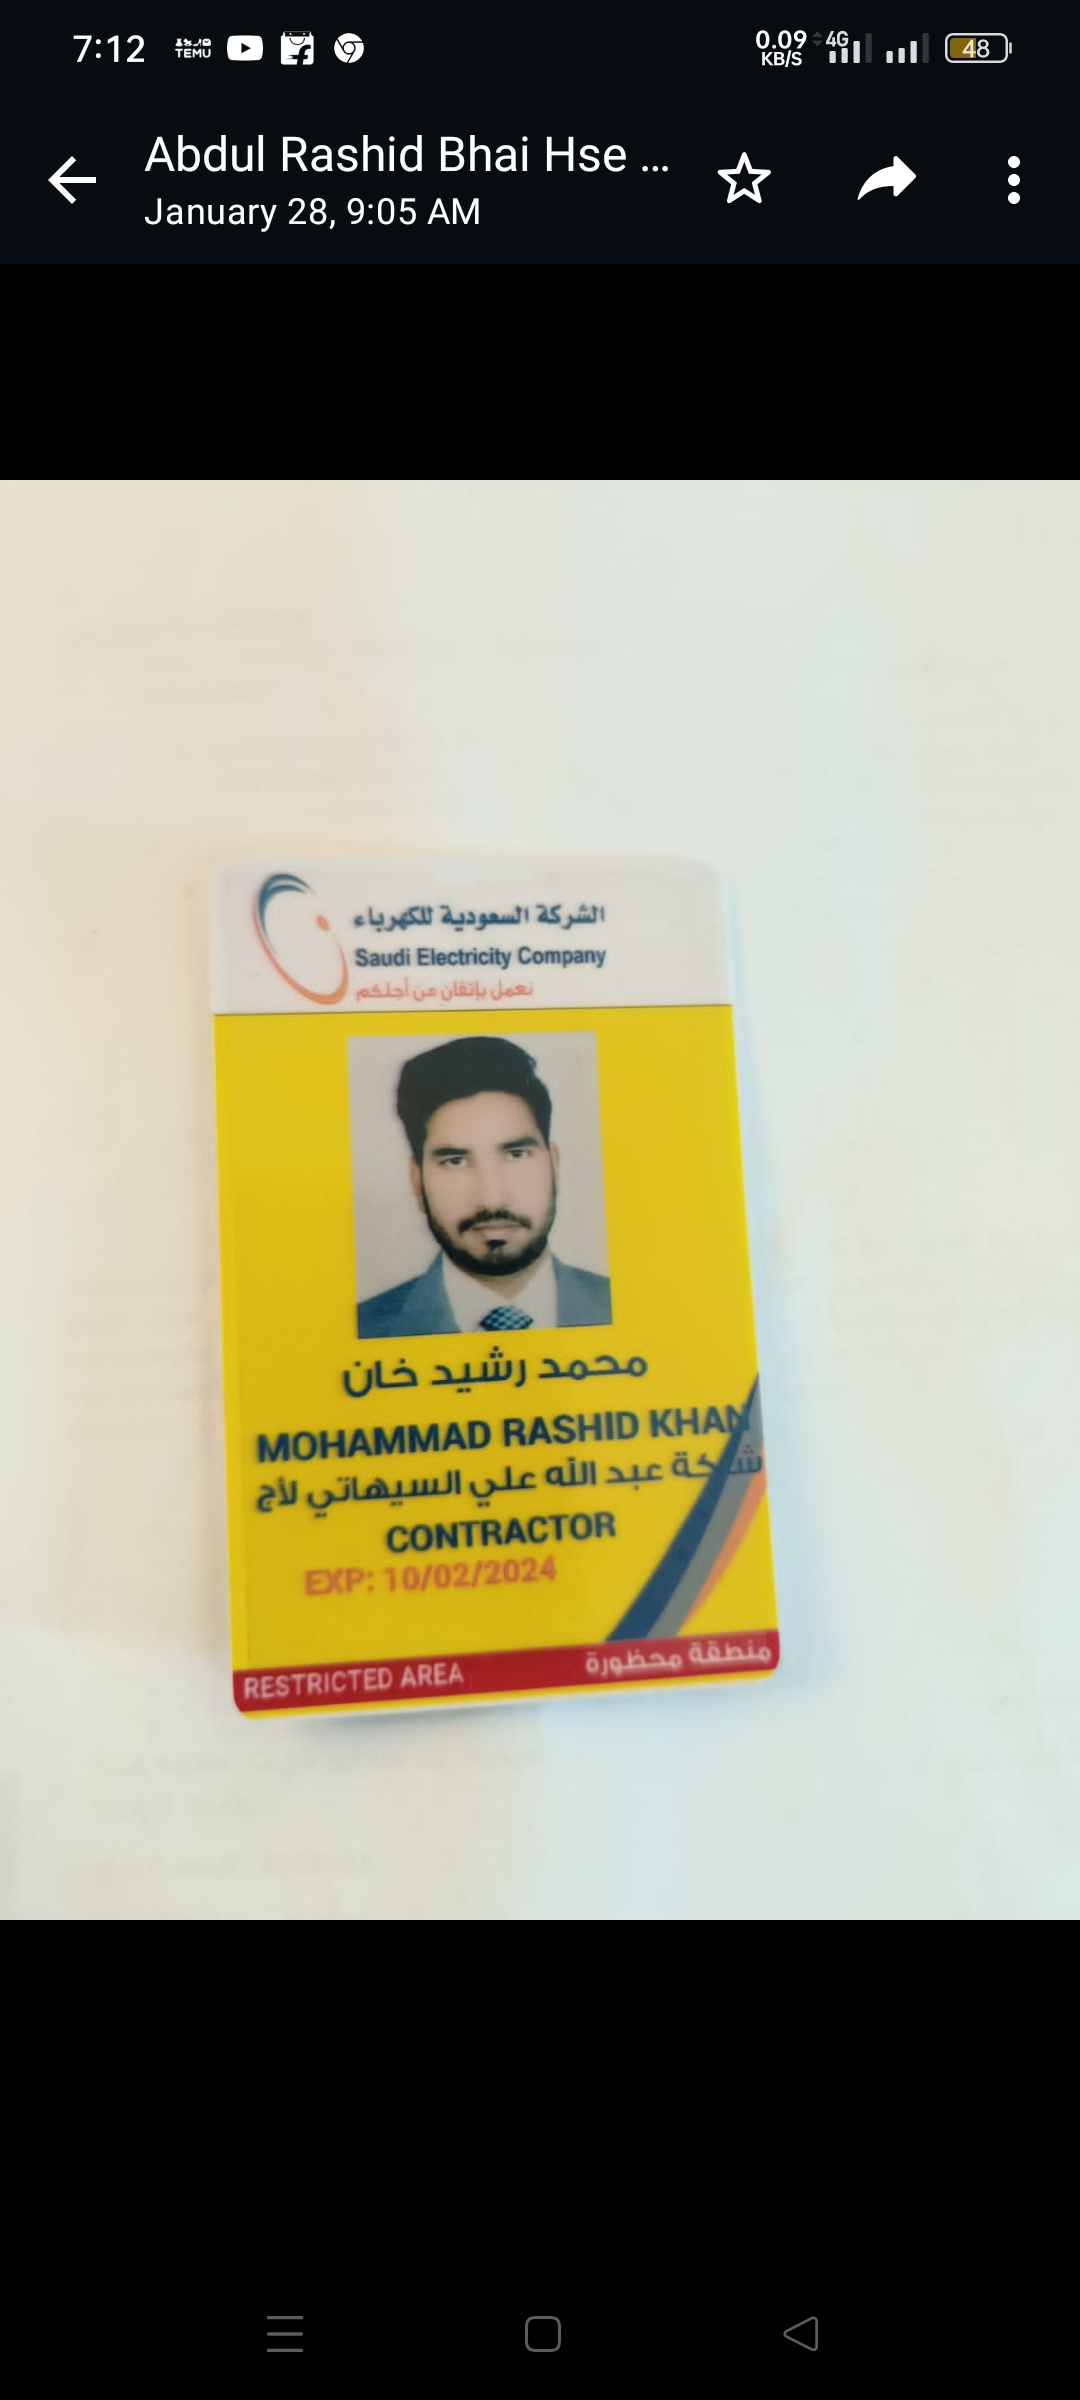 7:12
TEMU
0.09 KB/S
4G
48
Abdul Rashid Bhai Hse ...
January 28, 9:05 AM
الشركة السعودية للكهرباء
Saudi Electricity Company
نعمل بإتقان من أجلكم
محمد رشيد خان
MOHAMMAD RASHID KHAN
شركة عبد الله علي السيهاتي لأج
CONTRACTOR
EXP: 10/02/2024
RESTRICTED AREA منطقة محظورة